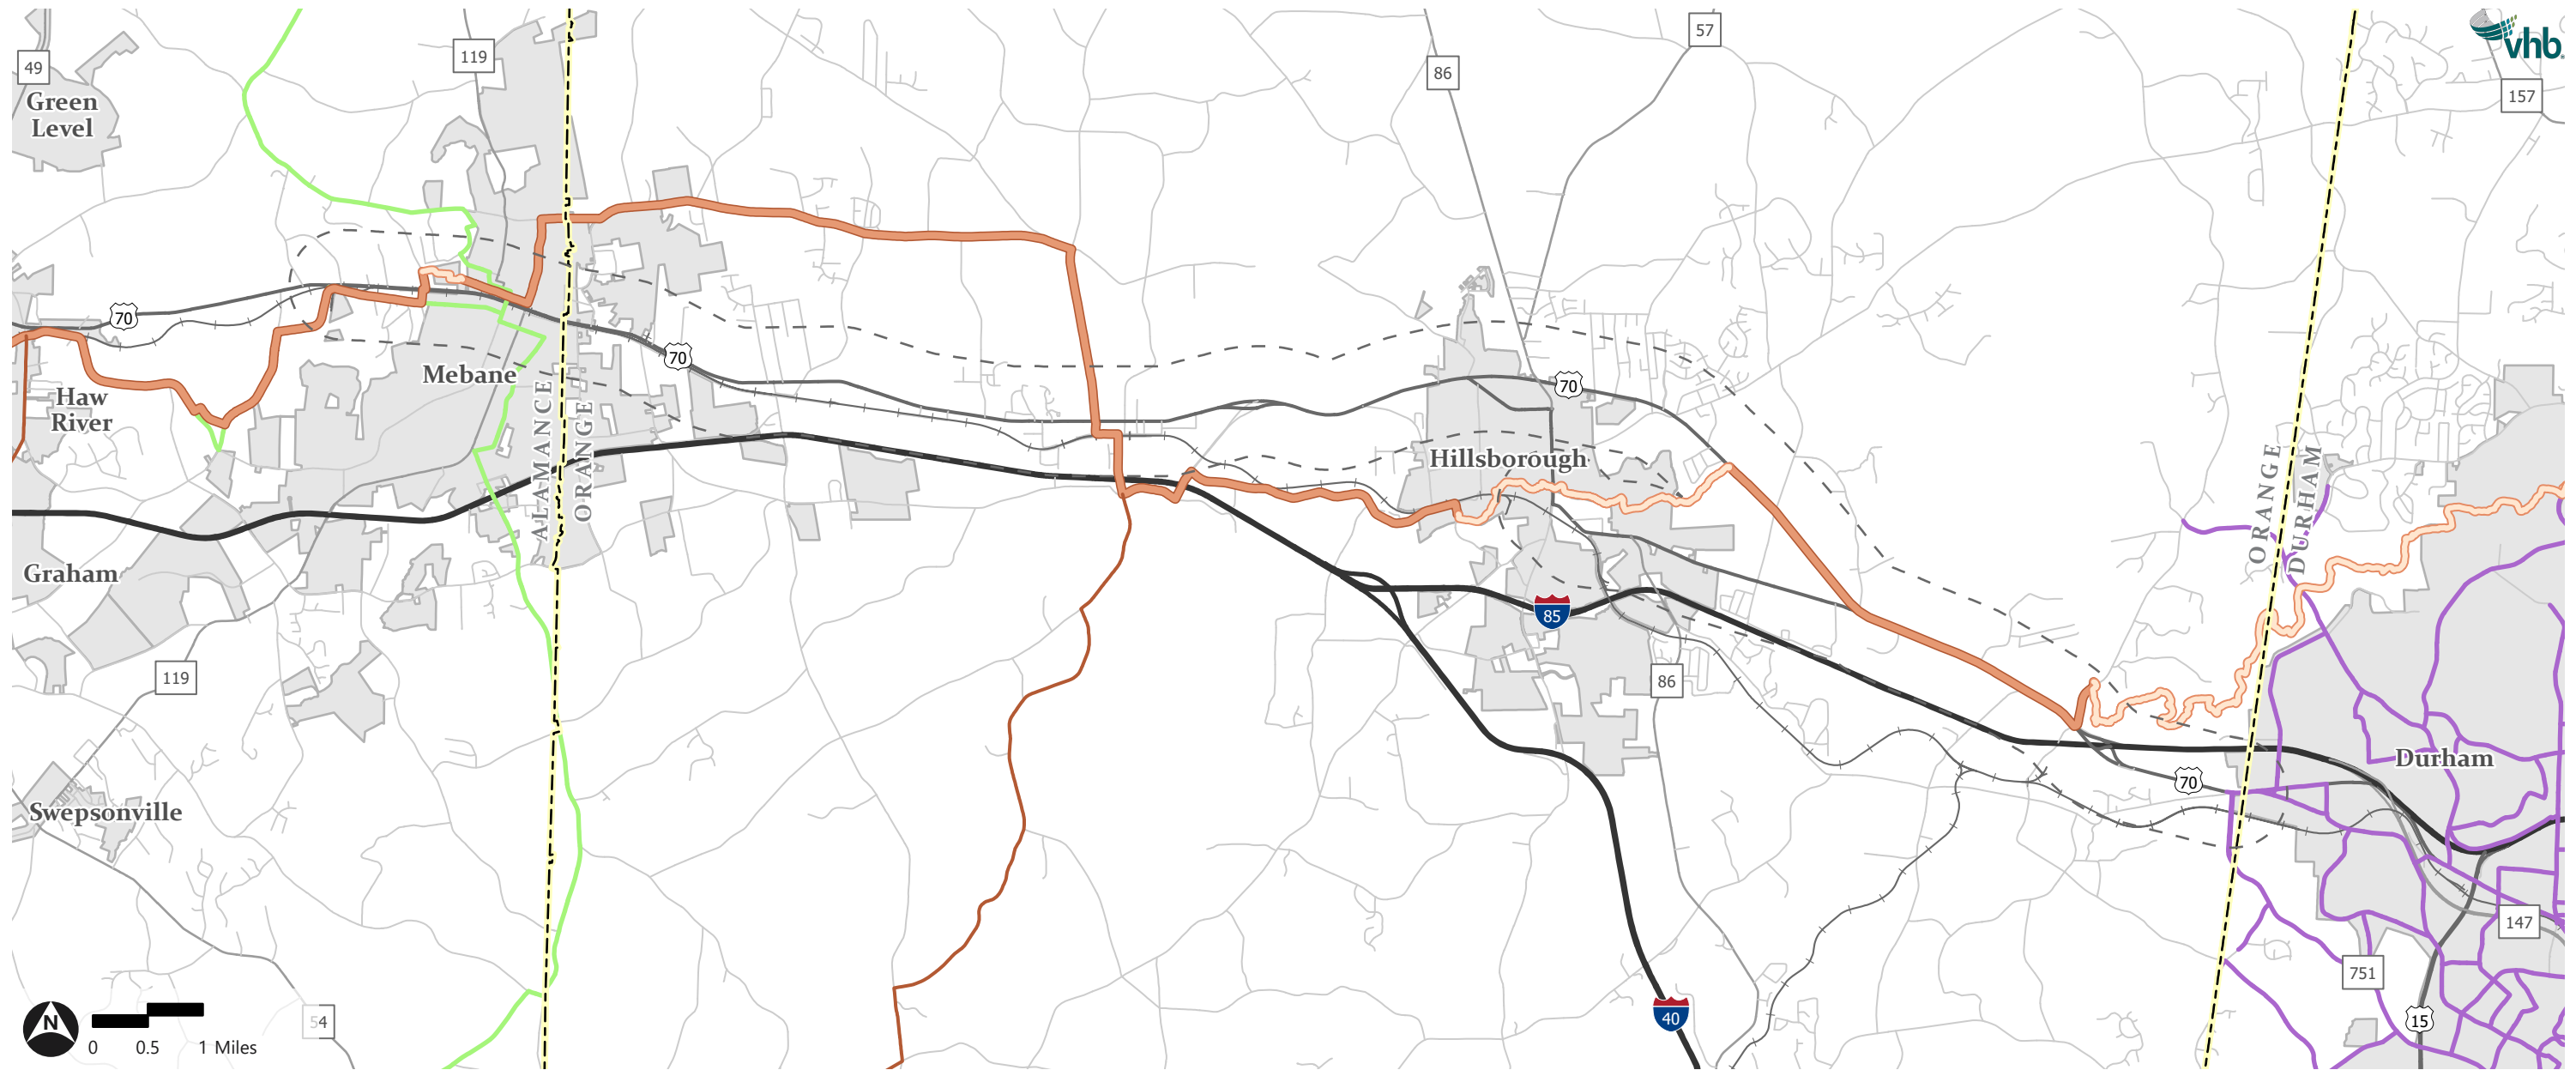 57
vhb
119
49
86
157
Green
Level
70
70
Mebane
70
Haw
River
ALAMANCE
ORANGE
Hillsborough
ORANGE
DURHAM
Graham
85
119
86
Durham
70
Swepsonville
147
751
54
40
15
N
0 0.5 1 Miles